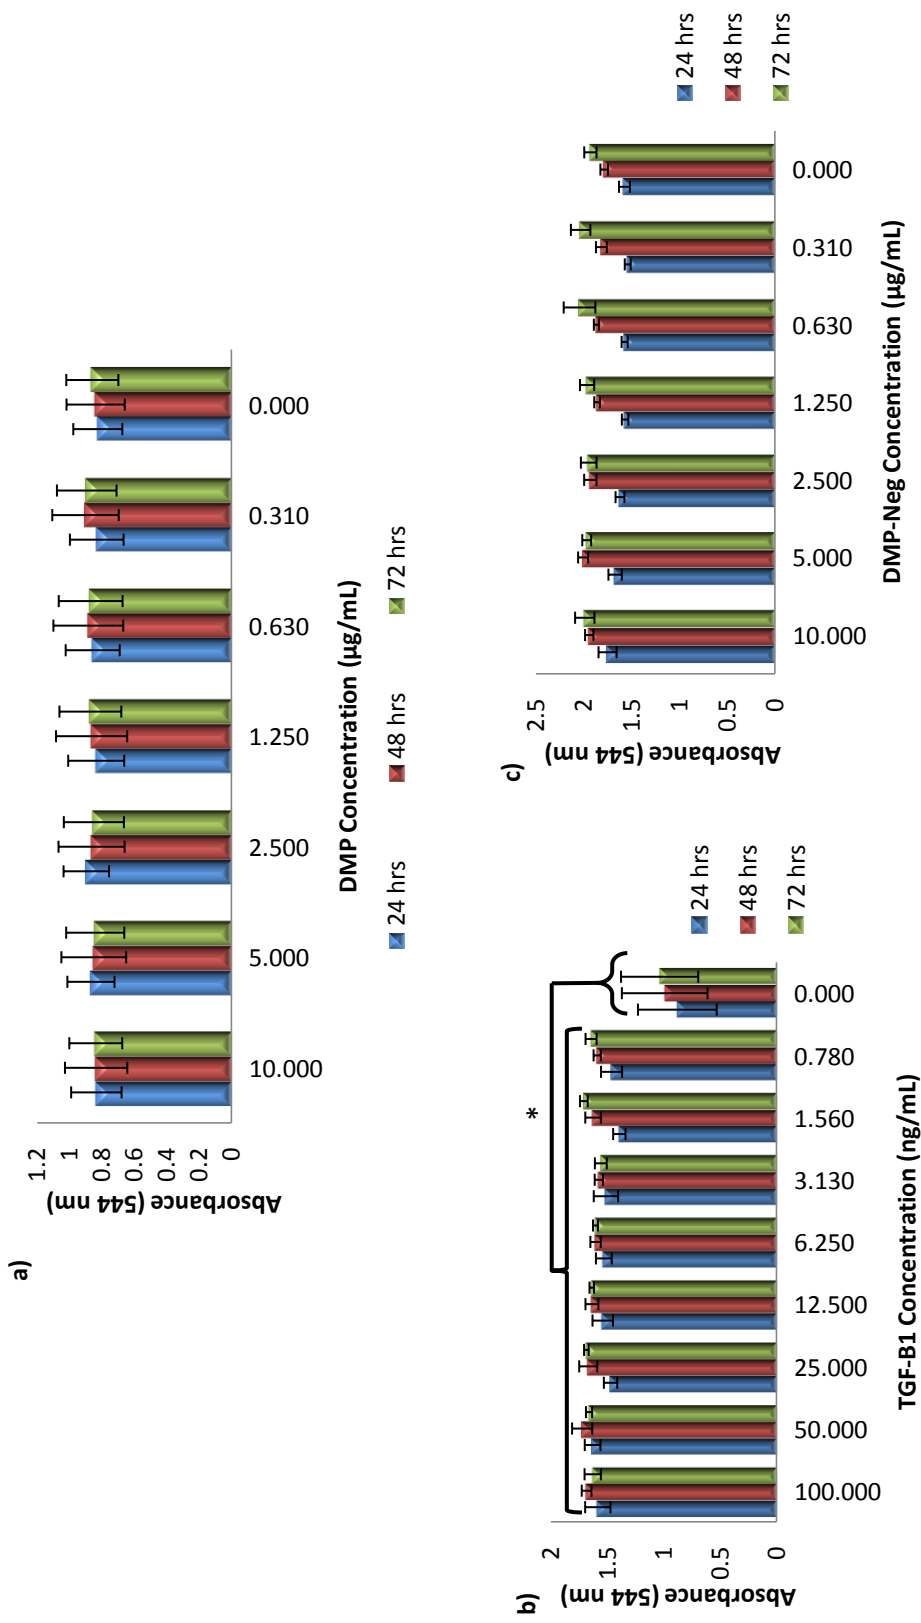 a)
Absorbance (544 nm)
1.2
1
0.8
0.6
0.4
0.2
0
10.000 5.000 2.500 1.250 0.630 0.310 0.000
DMP Concentration (µg/mL)
24 hrs 48 hrs 72 hrs
b)
Absorbance (544 nm)
2
1.5
1
0.5
0
*
100.000 50.000 25.000 12.500 6.250 3.130 1.560 0.780 0.000
TGF-B1 Concentration (ng/mL)
24 hrs
48 hrs
72 hrs
c)
Absorbance (544 nm)
2.5
2
1.5
1
0.5
0
10.000 5.000 2.500 1.250 0.630 0.310 0.000
DMP-Neg Concentration (µg/mL)
24 hrs
48 hrs
72 hrs